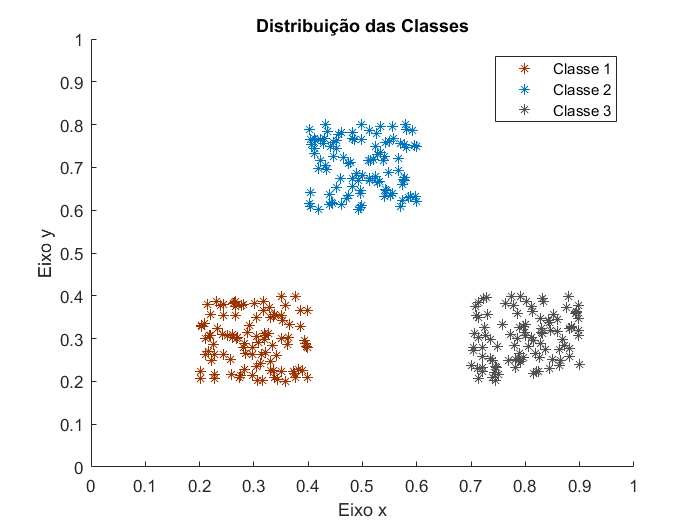 Distribuição das Classes
Classe 1
Classe 2
Classe 3
1
0.9
0.8
0.7
0.6
0.5
0.4
0.3
0.2
0.1
0
Eixo y
0 0.1 0.2 0.3 0.4 0.5 0.6 0.7 0.8 0.9 1
Eixo x